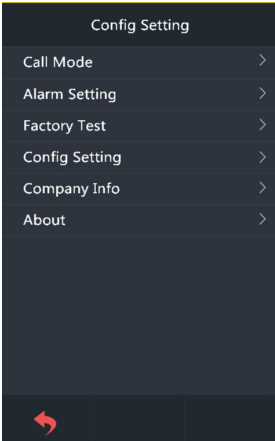 Config Setting
Call Mode
Alarm Setting
Factory Test
Config Setting
Company Info
About